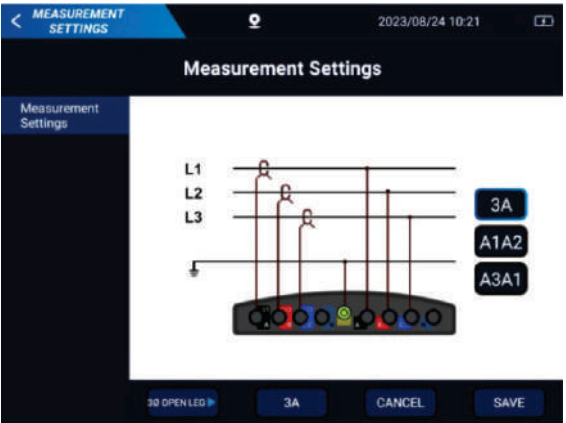 MEASUREMENT
SETTINGS
2023/08/24 10:21
Measurement Settings
Measurement
Settings
L1
L2
L3
3A
A1A2
A3A1
3Ø OPEN LEG
3A
CANCEL
SAVE